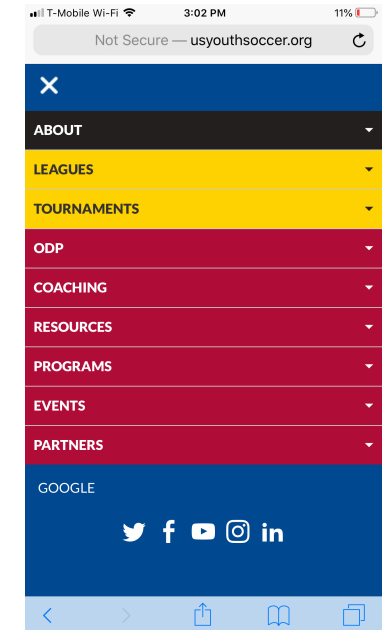 T-Mobile Wi-Fi 3:02 PM 11%
Not Secure — usyouthsoccer.org
ABOUT
LEAGUES
TOURNAMENTS
ODP
COACHING
RESOURCES
PROGRAMS
EVENTS
PARTNERS
GOOGLE